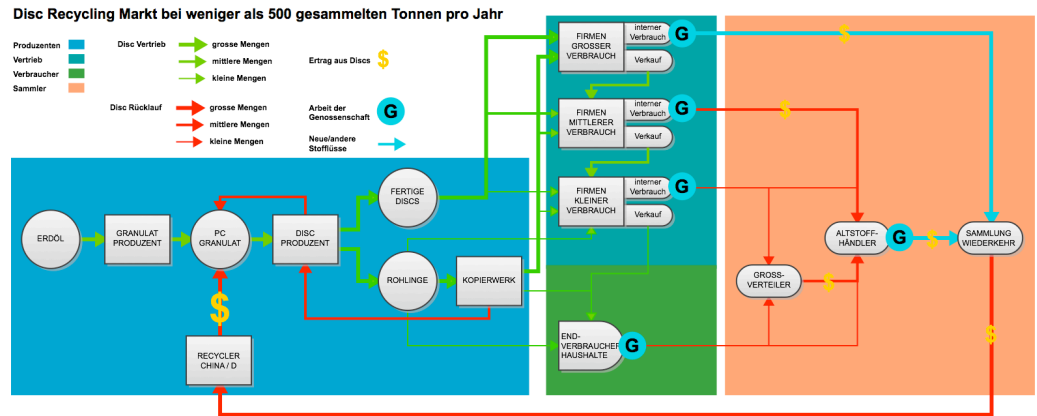 Disc Recycling Markt bei weniger als 500 gesammelten Tonnen pro Jahr
Produzenten
Vertrieb
Verbraucher
Sammler
Disc Vertrieb
grosse Mengen
mittlere Mengen
kleine Mengen
Disc Rücklauf
grosse Mengen
mittlere Mengen
kleine Mengen
Ertrag aus Discs
$
Arbeit der
Genossenschaft
G
Neue/andere
Stofflüsse
ERDÖL
GRANULAT
PRODUZENT
PC
GRANULAT
DISC
PRODUZENT
FERTIGE
DISCS
ROHLINGE
KOPIERWERK
$
RECYCLER
CHINA / D
FIRMEN
GROSSER
VERBRAUCH
interner
Verbrauch
Verkauf
G
$
FIRMEN
MITTLERER
VERBRAUCH
interner
Verbrauch
Verkauf
G
$
FIRMEN
KLEINER
VERBRAUCH
interner
Verbrauch
Verkauf
G
END-
VERBRAUCHER
HAUSHALTE
G
ALTSTOFF-
HÄNDLER
G
$
SAMMLUNG
WIEDERKEHR
GROSS-
VERTEILER
$
$